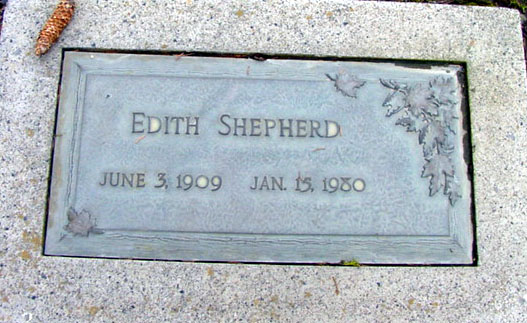 EDITH SHEPHERD
JUNE 3, 1909 JAN. 15, 1980